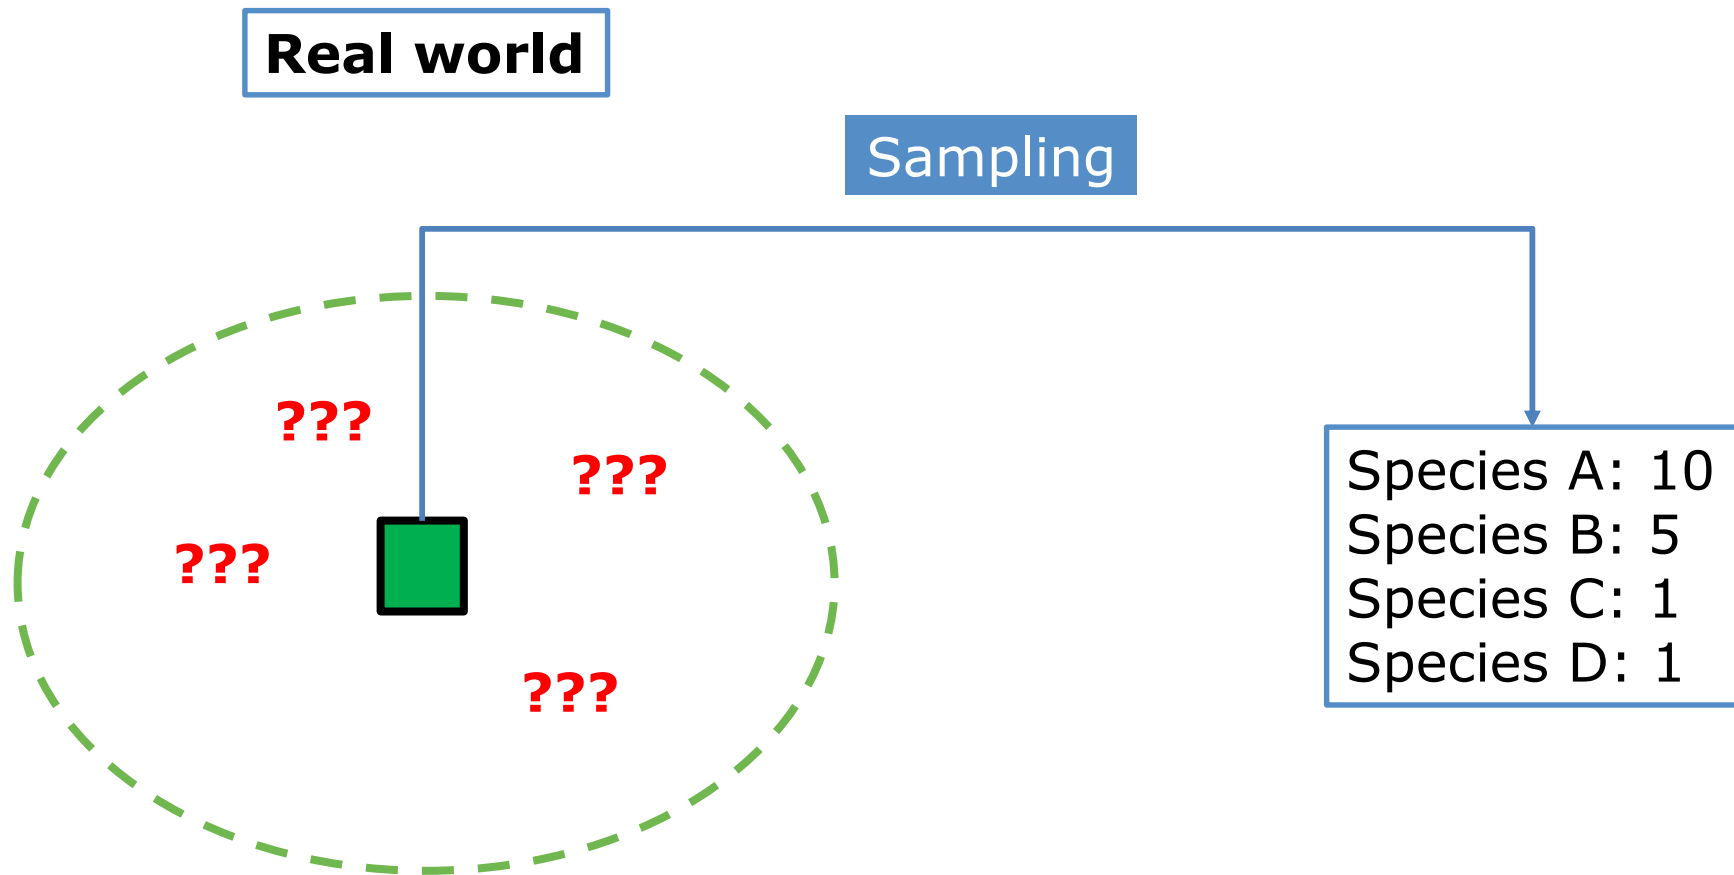 Real world
Sampling
???
???
???
???
Species A: 10
Species B: 5
Species C: 1
Species D: 1